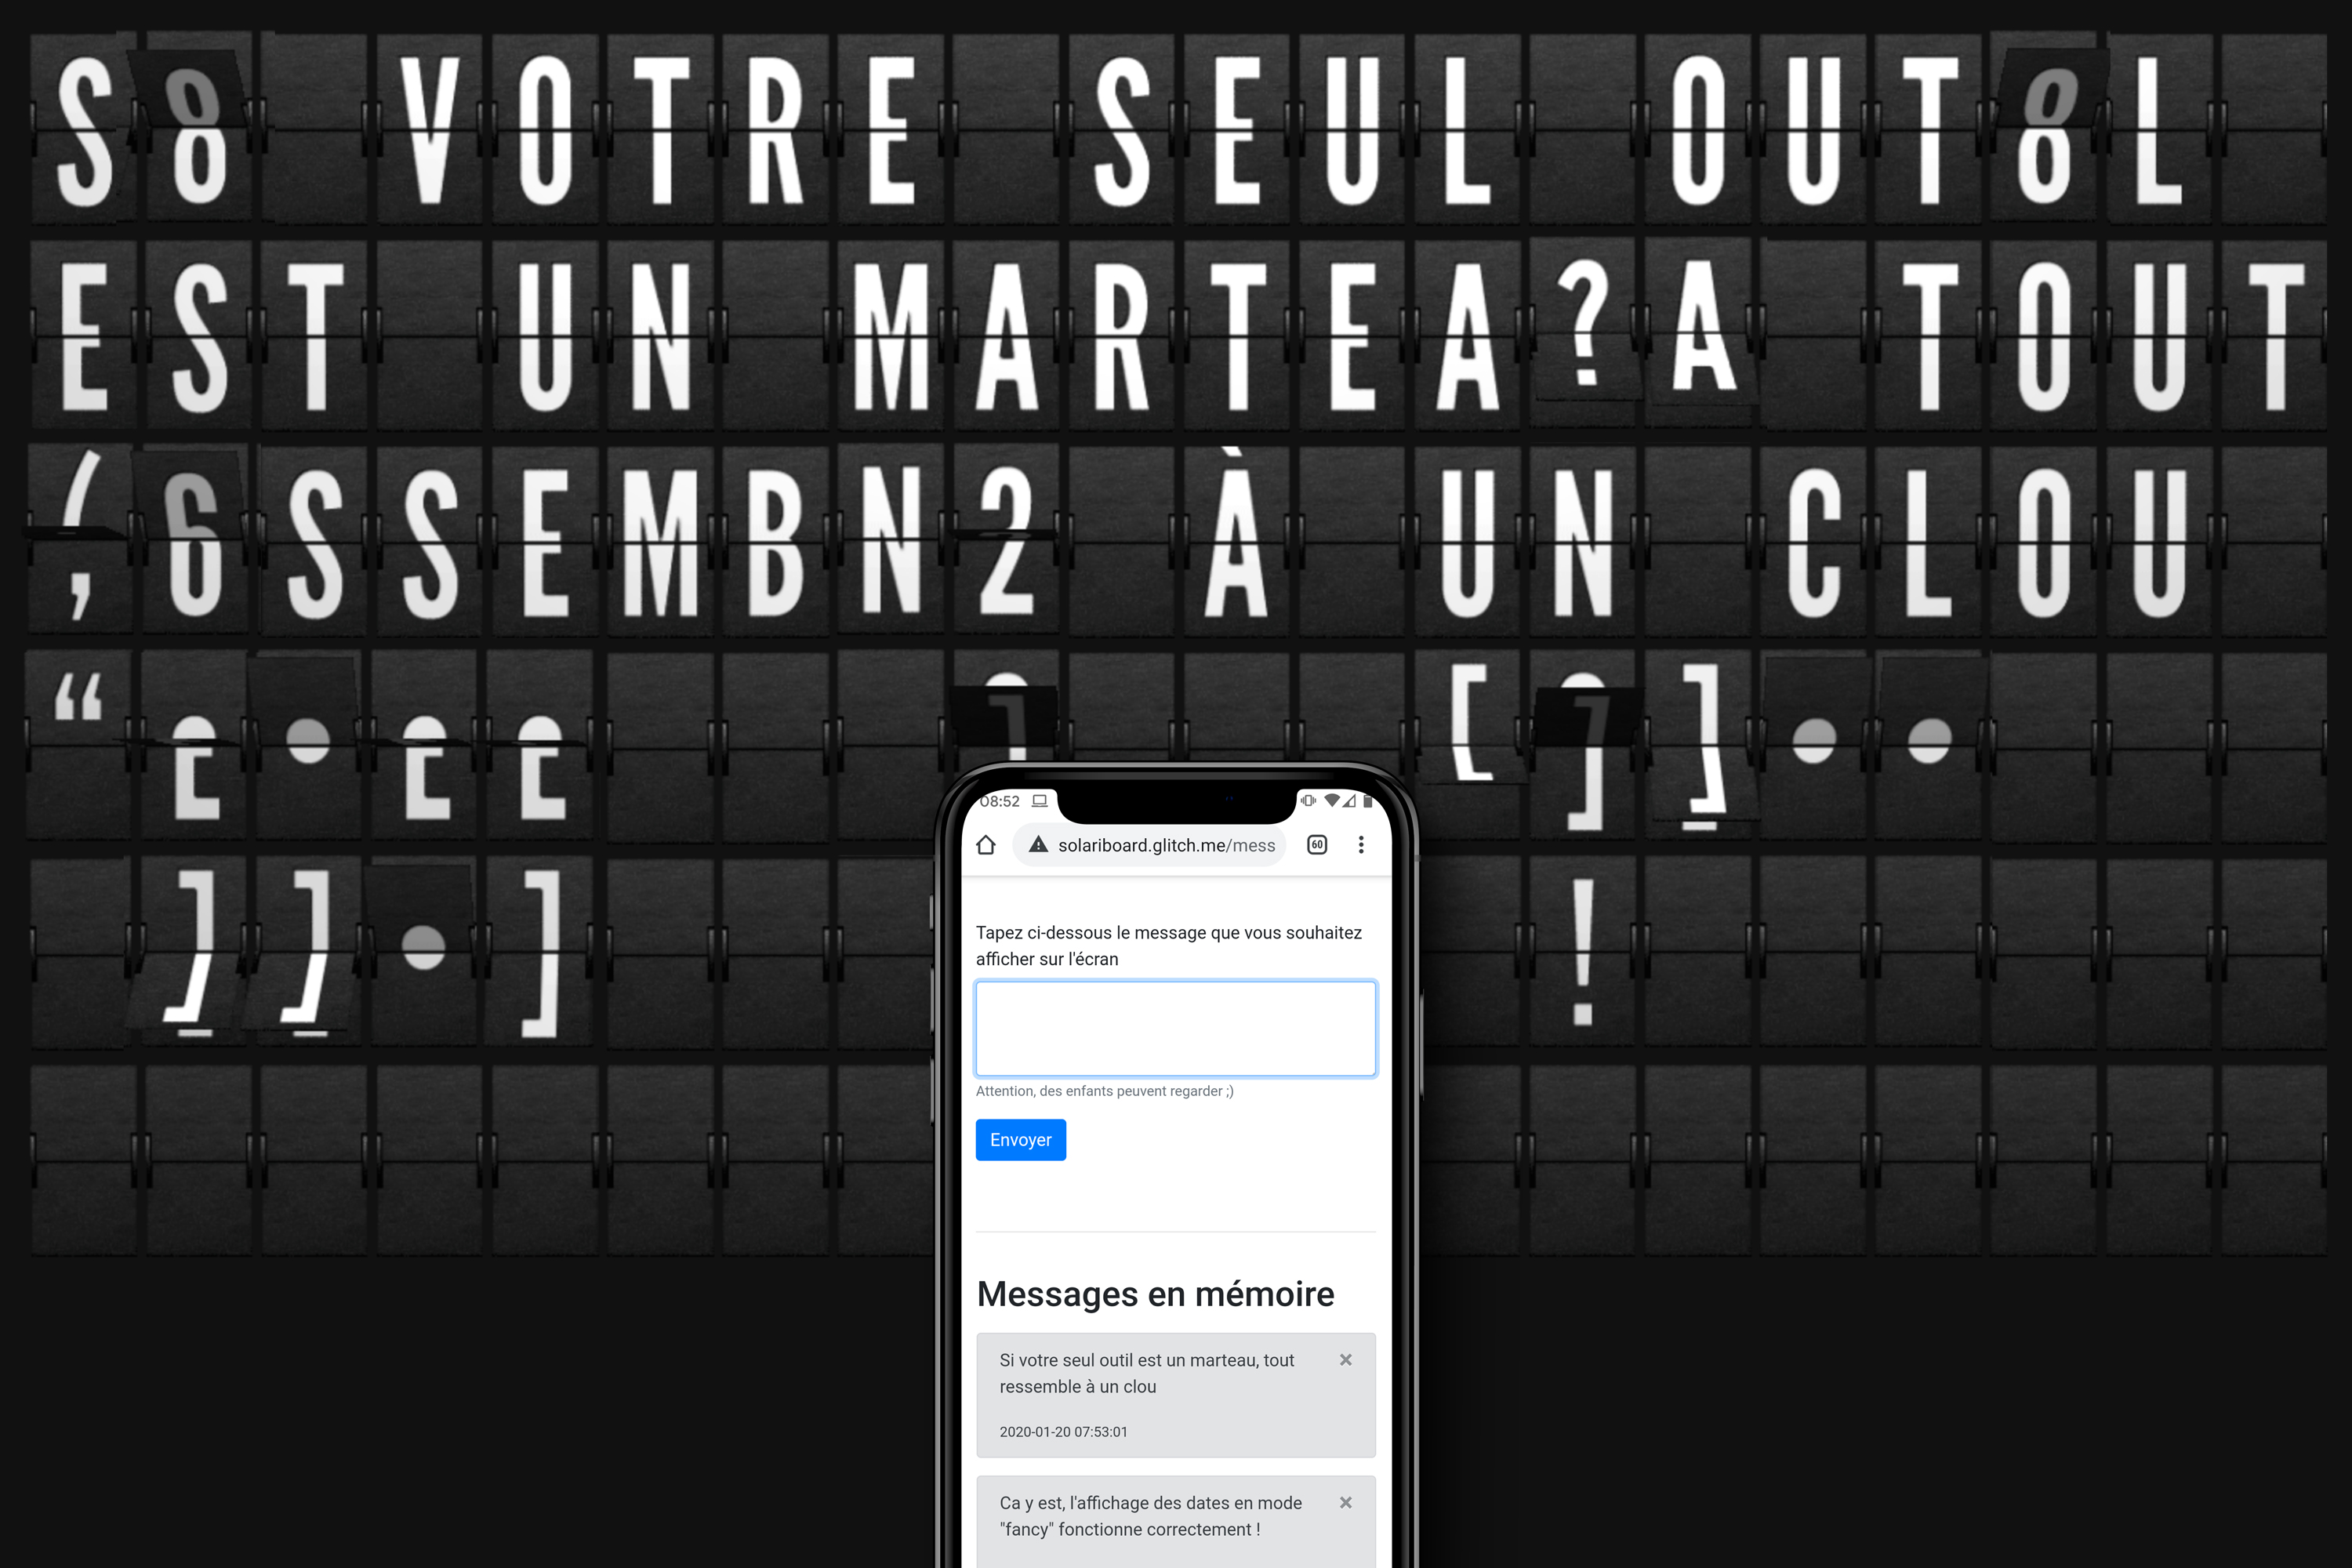 S8 VOTRE SEUL OUT8L
EST UN MARTEA?A TOUT
6SSEMBN2 À UN CLOU
08:52
60
solariboard.glitch.me/mess
Tapez ci-dessous le message que vous souhaitez
afficher sur l'écran
Attention, des enfants peuvent regarder ;)
Envoyer
Messages en mémoire
Si votre seul outil est un marteau, tout
ressemble à un clou
2020-01-20 07:53:01
Ca y est, l'affichage des dates en mode
"fancy" fonctionne correctement !